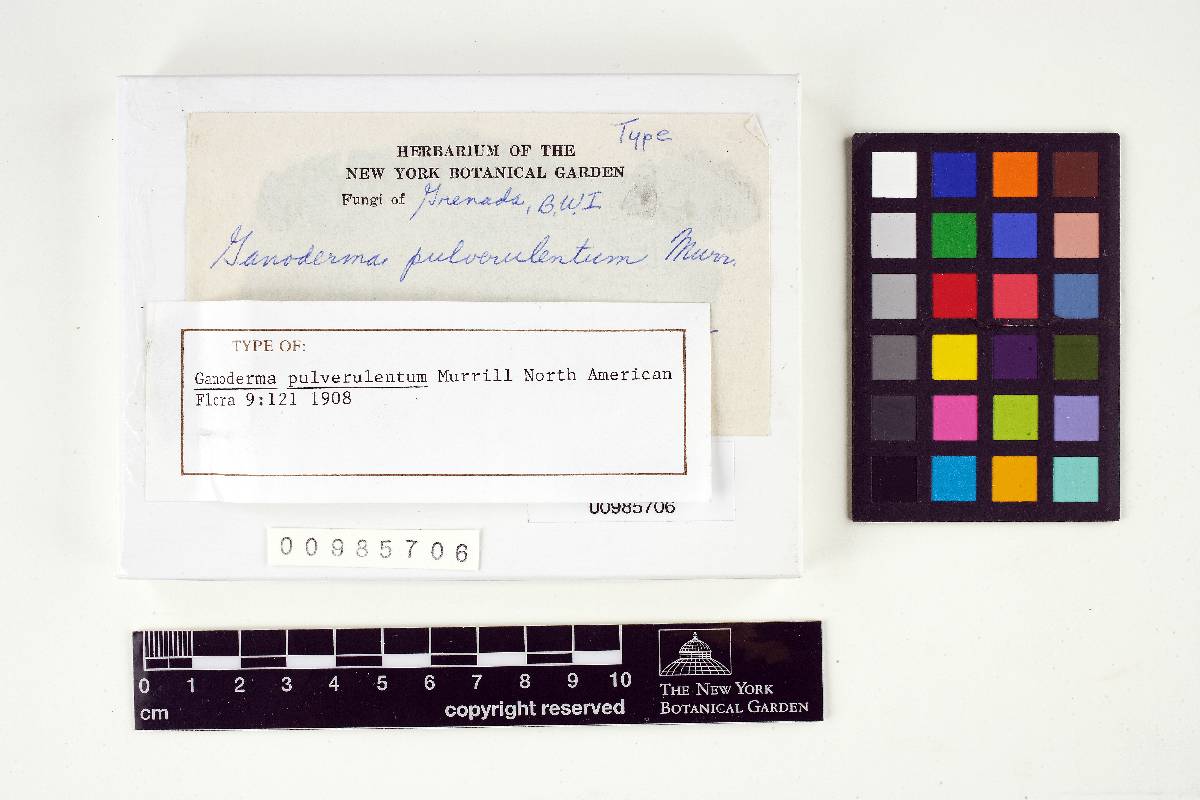 Type
HERBARIUM OF THE
NEW YORK BOTANICAL GARDEN
Fungi of Grenada, B.W.I
Ganoderma pulverulentum Murr.
TYPE OF:
Ganoderma pulverulentum Murrill North American
Flora 9:121 1908
00985706
00985706
0 1 2 3 4 5 6 7 8 9 10
cm
copyright reserved
THE NEW YORK
BOTANICAL GARDEN